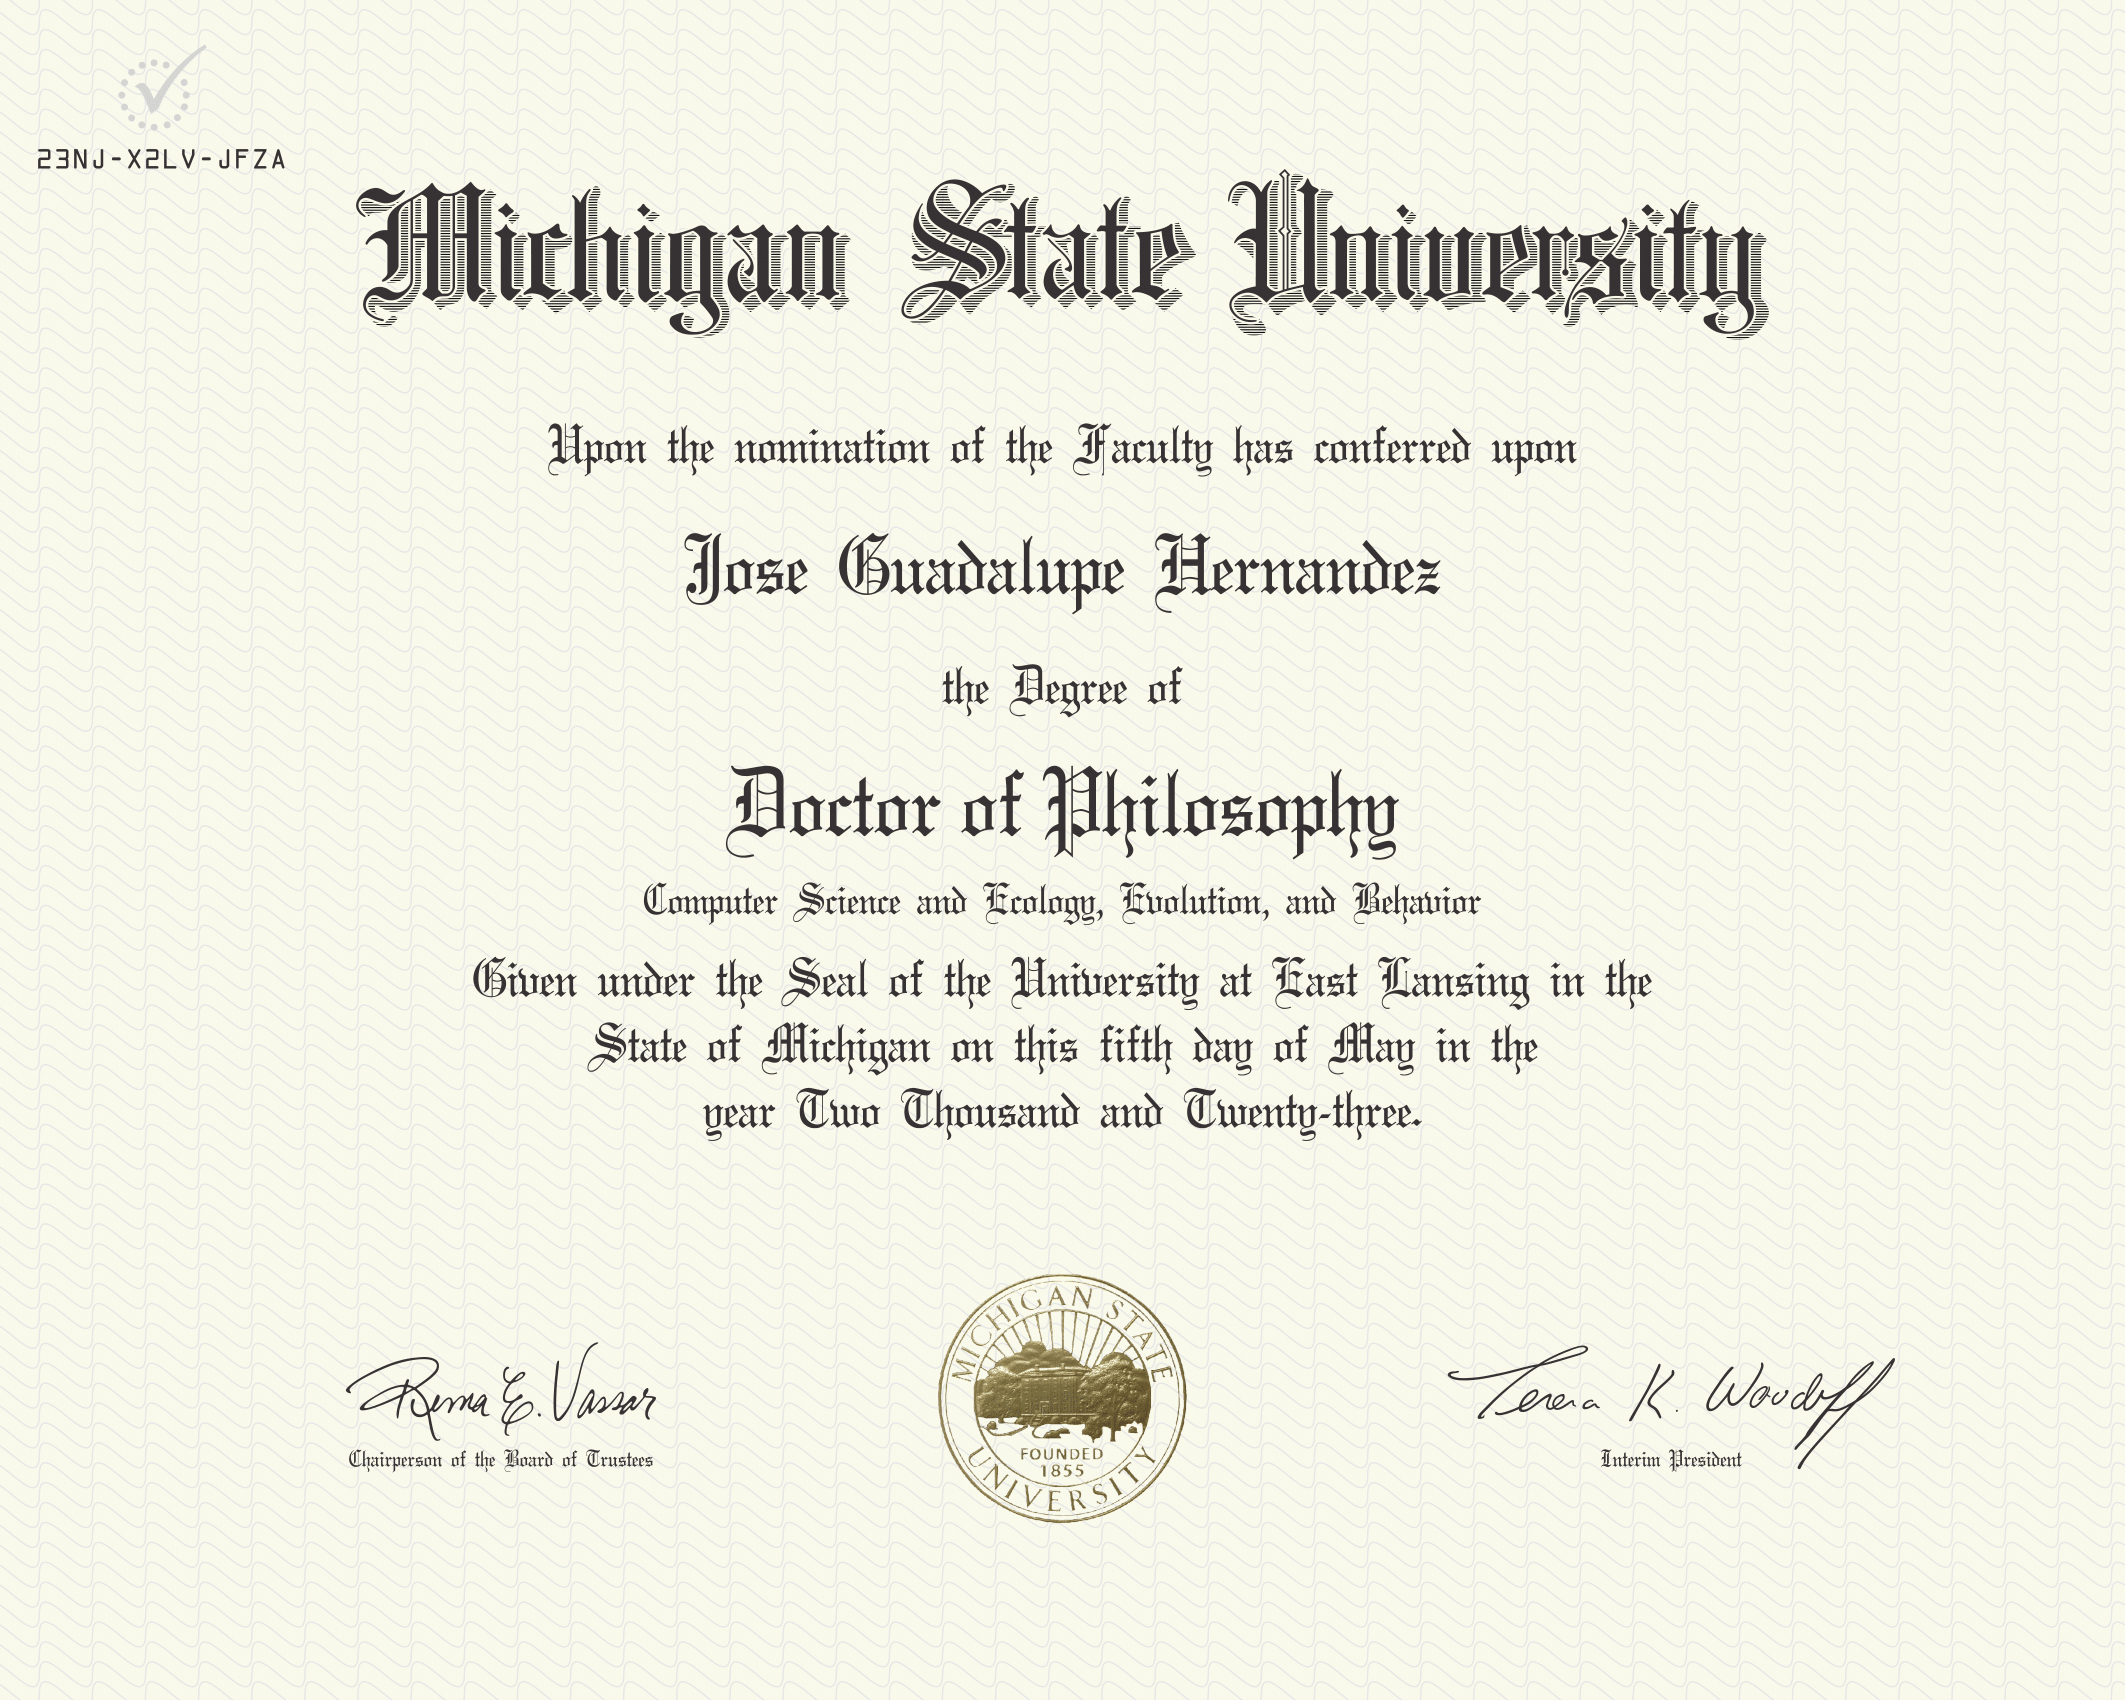 23NJ-X2LV-JFZA
Michigan State University
Upon the nomination of the Faculty has conferred upon
Jose Guadalupe Hernandez
the Degree of
Doctor of Philosophy
Computer Science and Ecology, Evolution, and Behavior
Given under the Seal of the University at East Lansing in the
State of Michigan on this fifth day of May in the
year Two Thousand and Twenty-three.
MICHIGAN STATE
UNIVERSITY
FOUNDED
1855
Rema E. Vassar
Chairperson of the Board of Trustees
Teresa K. Woodruff
Interim President